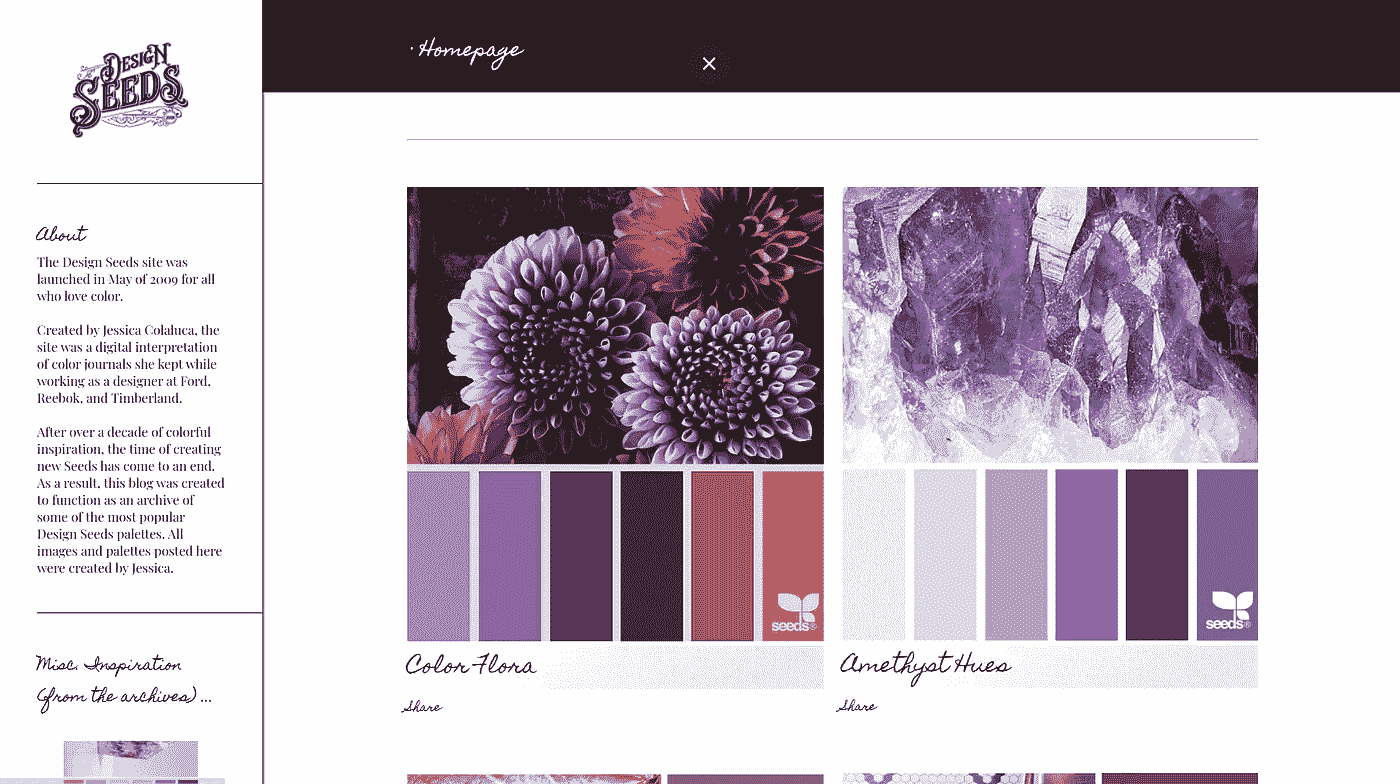 DESIGN
SEEDS
· Homepage
About
The Design Seeds site was
launched in May of 2009 for all
who love color.
Created by Jessica Colaluca, the
site was a digital interpretation
of color journals she kept while
working as a designer at Ford,
Reebok, and Timberland.
After over a decade of colorful
inspiration, the time of creating
new Seeds has come to an end.
As a result, this blog was created
to function as an archive of
some of the most popular
Design Seeds palettes. All
images and palettes posted here
were created by Jessica.
Misc. Inspiration
(from the archives) ...
seeds®
Color Flora
Share
seeds®
Amethyst Hues
Share